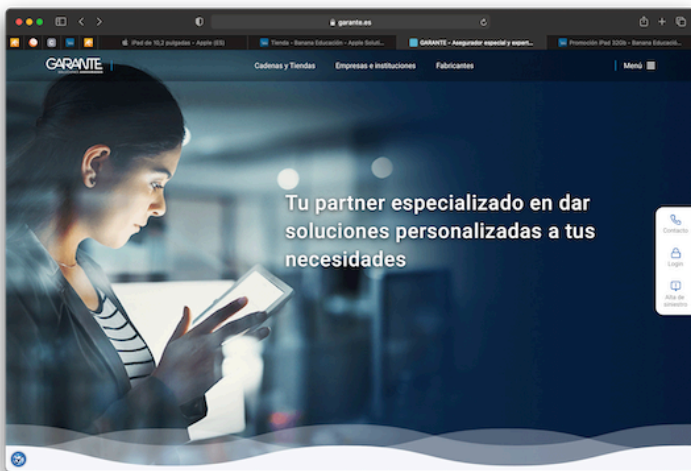 garante.es
iPad de 10,2 pulgadas – Apple (ES)
Tienda – Banana Educación – Apple Soluti...
GARANTE – Asegurador especial y expert...
Promoción iPad 32Gb – Banana Educació...
GARANTE
Cadenas y Tiendas
Empresas e instituciones
Fabricantes
Menú
Tu partner especializado en dar
soluciones personalizadas a tus
necesidades
Contacto
Login
Alta de
siniestro